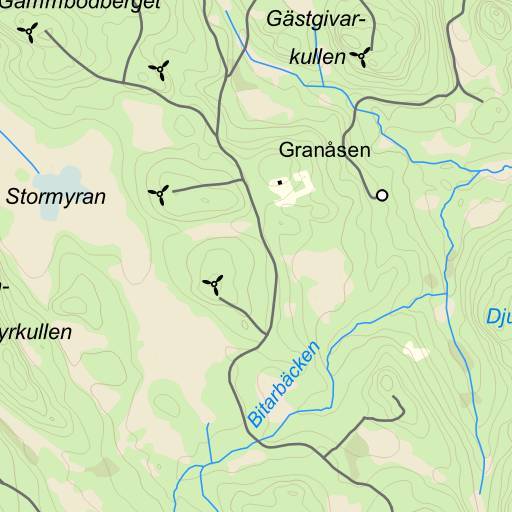 Gammbodberget
Gästgivar-
kullen
Granåsen
Stormyran
yrkullen
Bitarbäcken
Dju